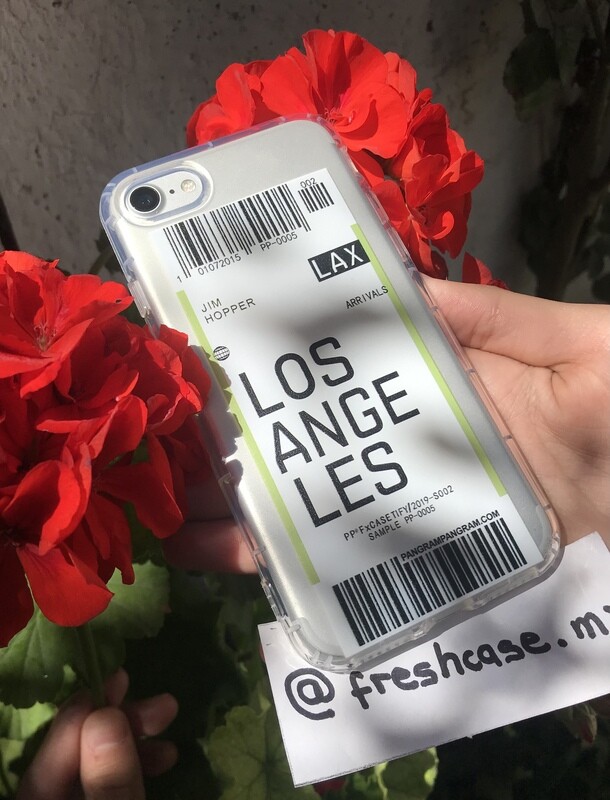 002
1 01072015 PP-0005
LAX
JIM
HOPPER
ARRIVALS
LOS
ANGE
LES
PP®FxCASETIFY/2019-S002
SAMPLE PP-0005
PANGRAMPANGRAM.COM
@freshcase.m